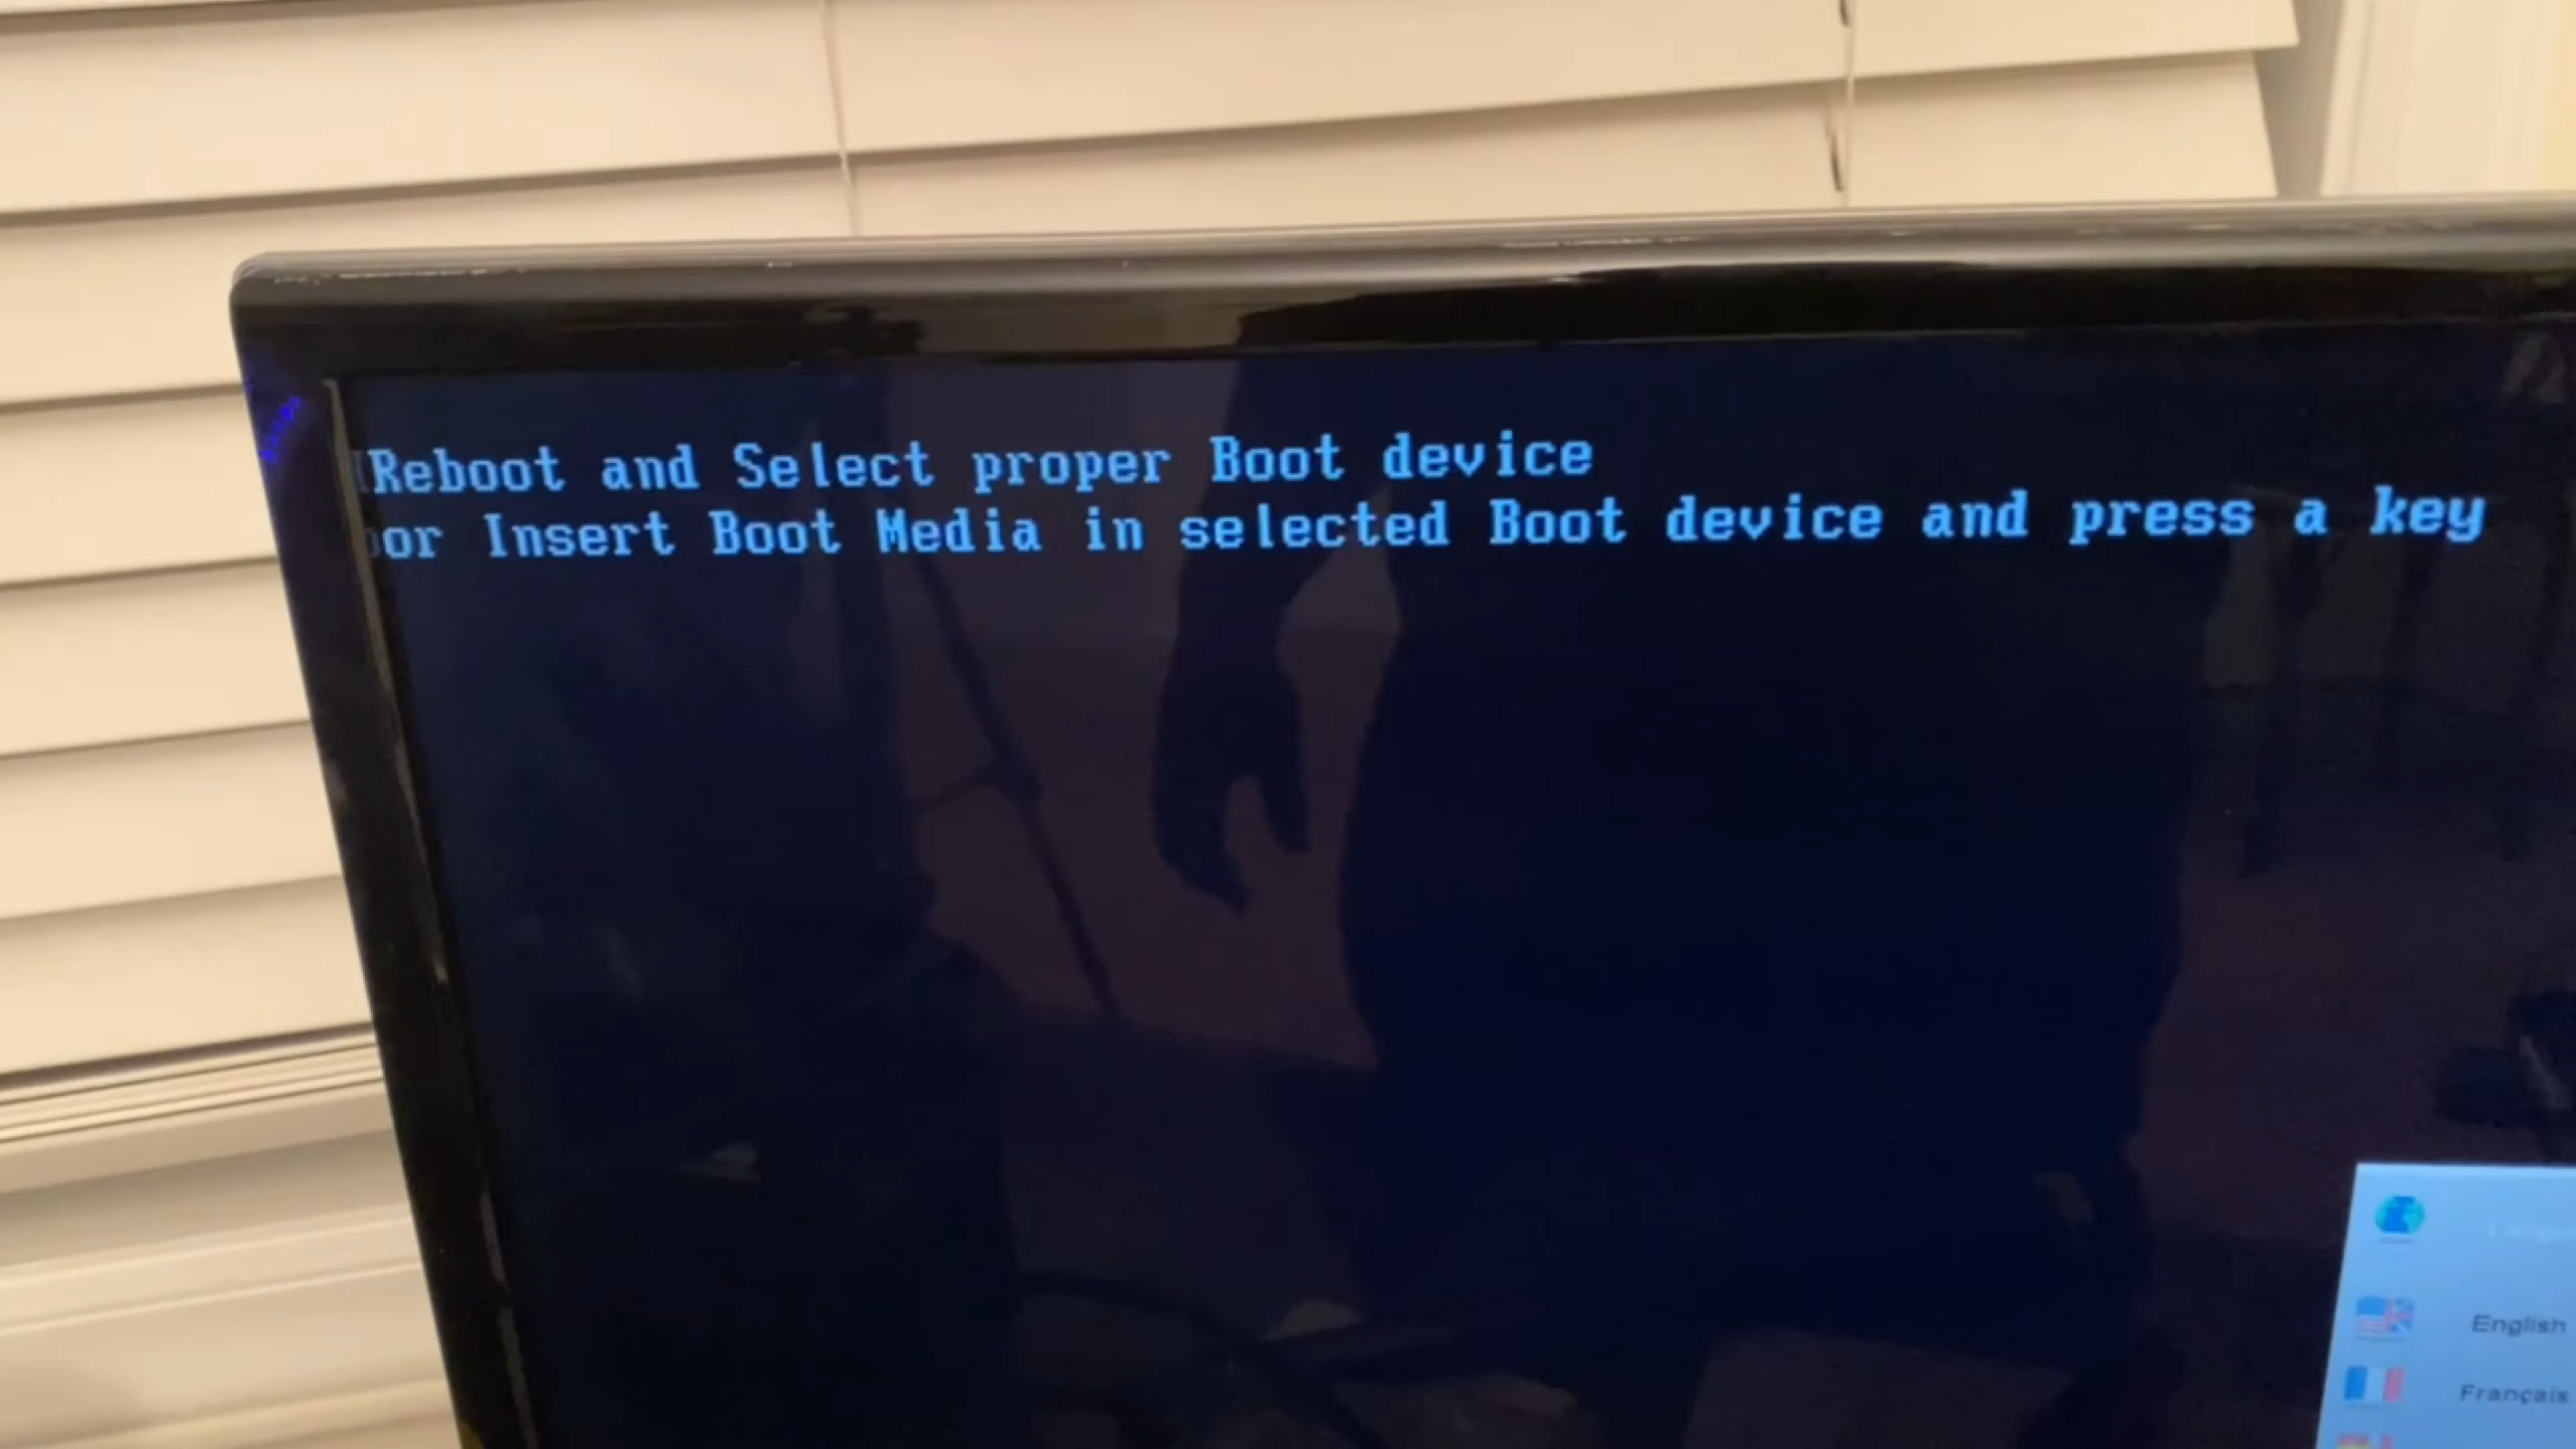 Reboot and Select proper Boot device
or Insert Boot Media in selected Boot device and press a key
English
Français